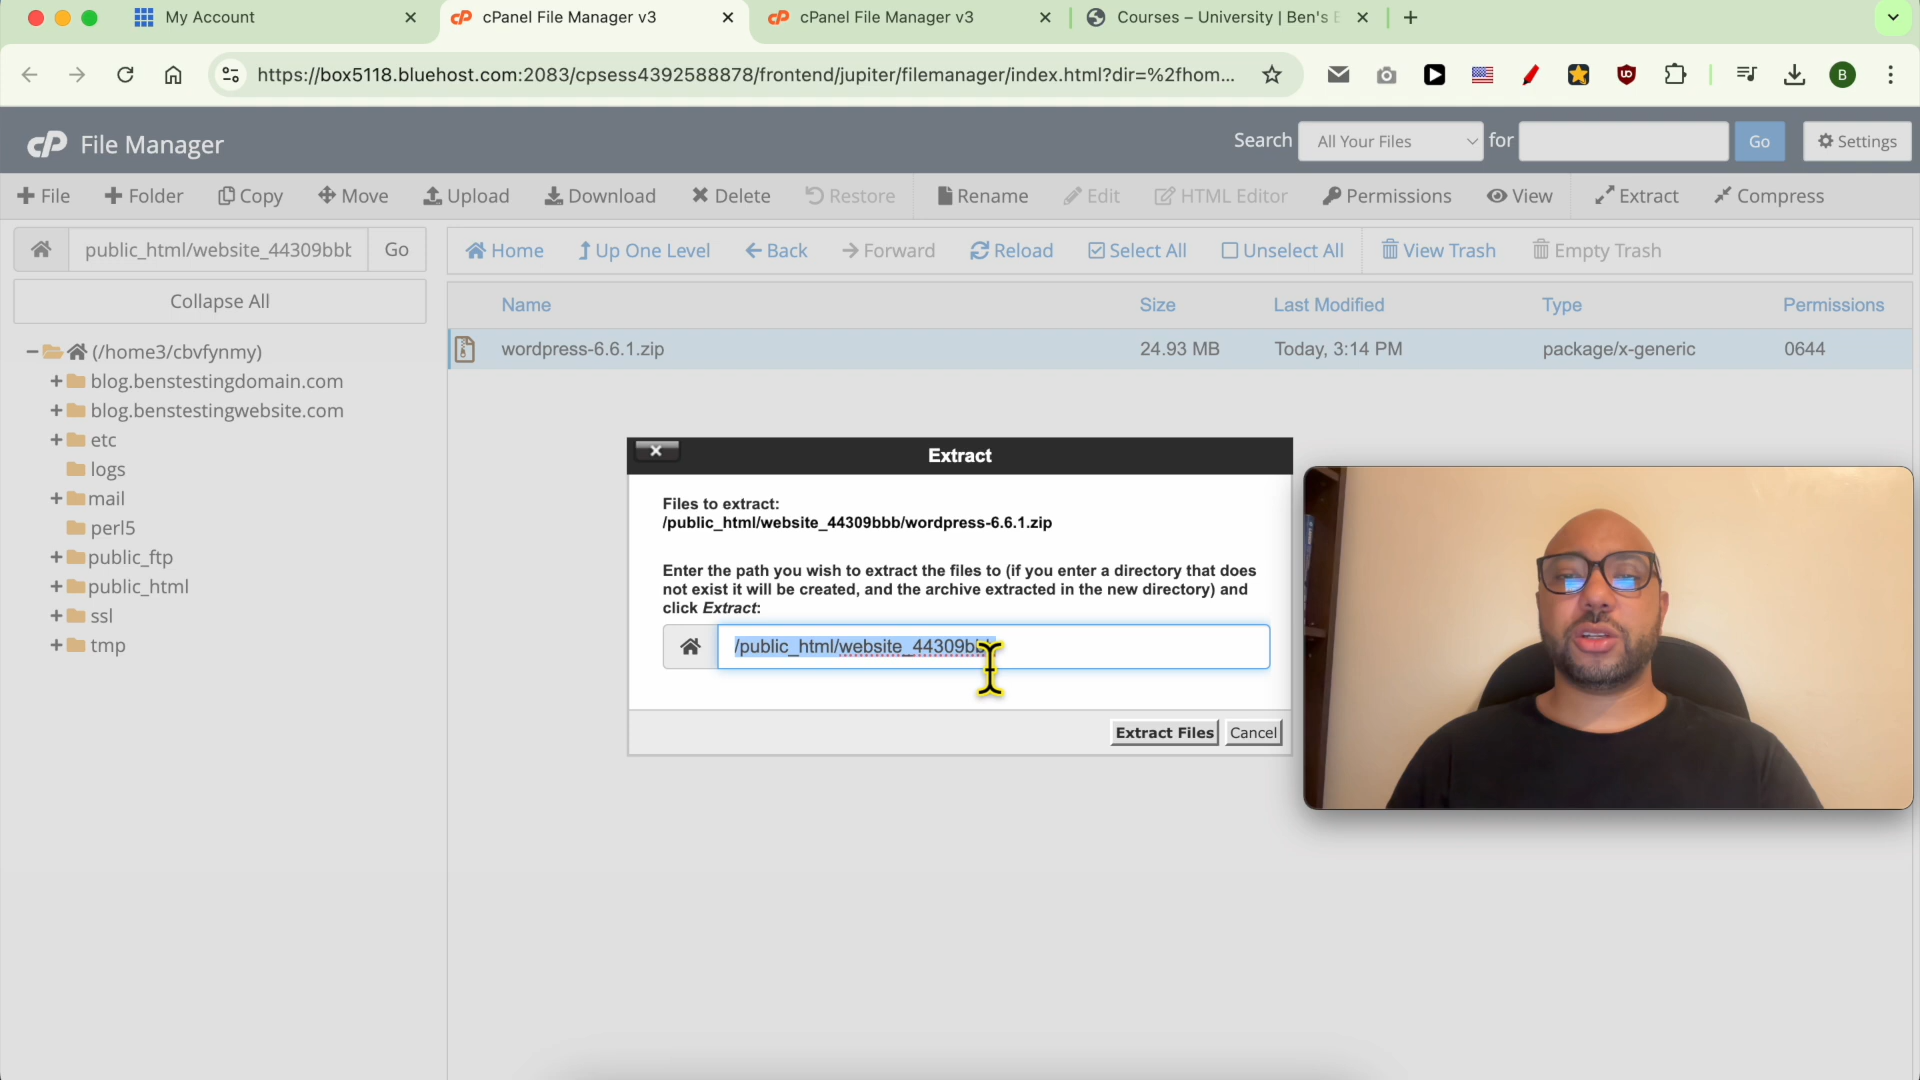 My Account
cPanel File Manager v3
cPanel File Manager v3
Courses – University | Ben's
https://box5118.bluehost.com:2083/cpsess4392588878/frontend/jupiter/filemanager/index.html?dir=%2fhom...
B
cP File Manager
Search
All Your Files
for
Go
Settings
File
Folder
Copy
Move
Upload
Download
Delete
Restore
Rename
Edit
HTML Editor
Permissions
View
Extract
Compress
public_html/website_44309bbb
Go
Home
Up One Level
Back
Forward
Reload
Select All
Unselect All
View Trash
Empty Trash
Collapse All
Name
Size
Last Modified
Type
Permissions
wordpress-6.6.1.zip
24.93 MB
Today, 3:14 PM
package/x-generic
0644
(/home3/cbvfynmy)
blog.benstestingdomain.com
blog.benstestingwebsite.com
etc
logs
mail
perl5
public_ftp
public_html
ssl
tmp
Extract
Files to extract:
/public_html/website_44309bbb/wordpress-6.6.1.zip
Enter the path you wish to extract the files to (if you enter a directory that does
not exist it will be created, and the archive extracted in the new directory) and
click Extract:
/public_html/website_44309bbb
Extract Files
Cancel